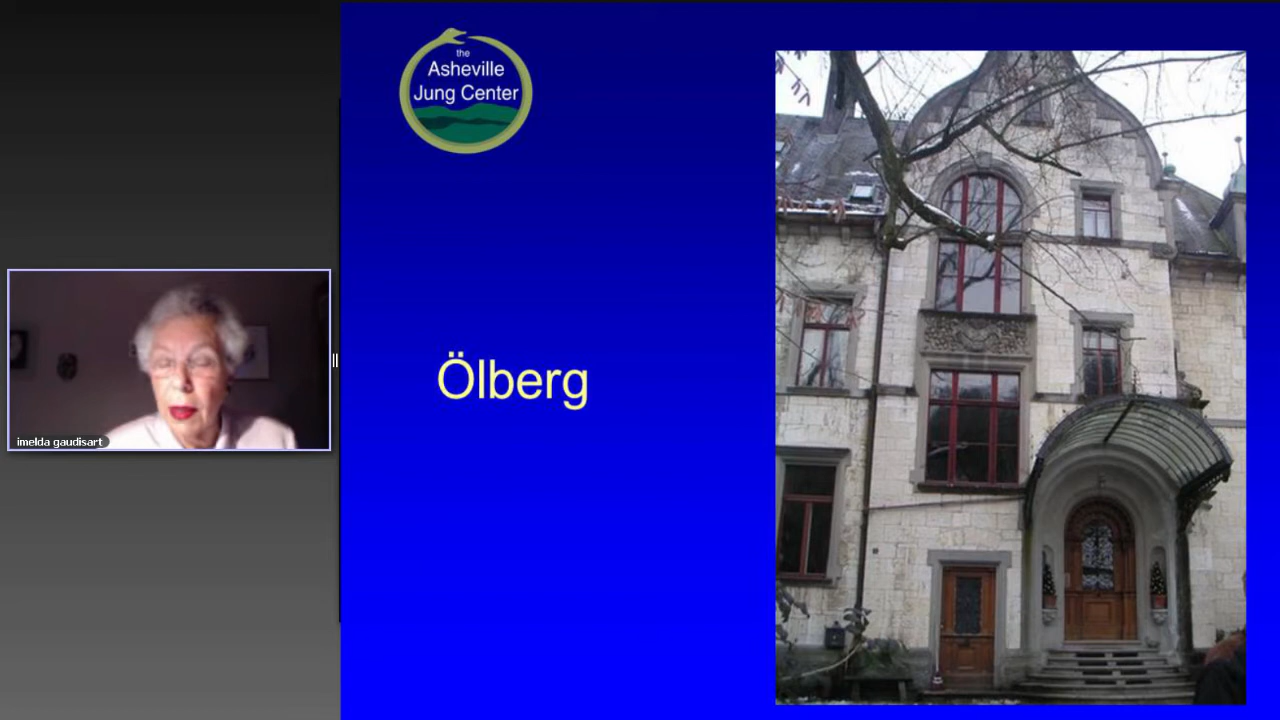 the
Asheville
Jung Center
Ölberg
imelda gaudisart